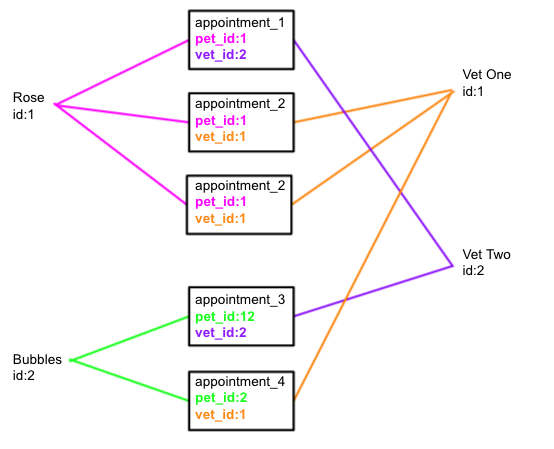 appointment_1
pet_id:1
vet_id:2
Vet One
id:1
Rose
id:1
appointment_2
pet_id:1
vet_id:1
appointment_2
pet_id:1
vet_id:1
Vet Two
id:2
appointment_3
pet_id:12
vet_id:2
Bubbles
id:2
appointment_4
pet_id:2
vet_id:1